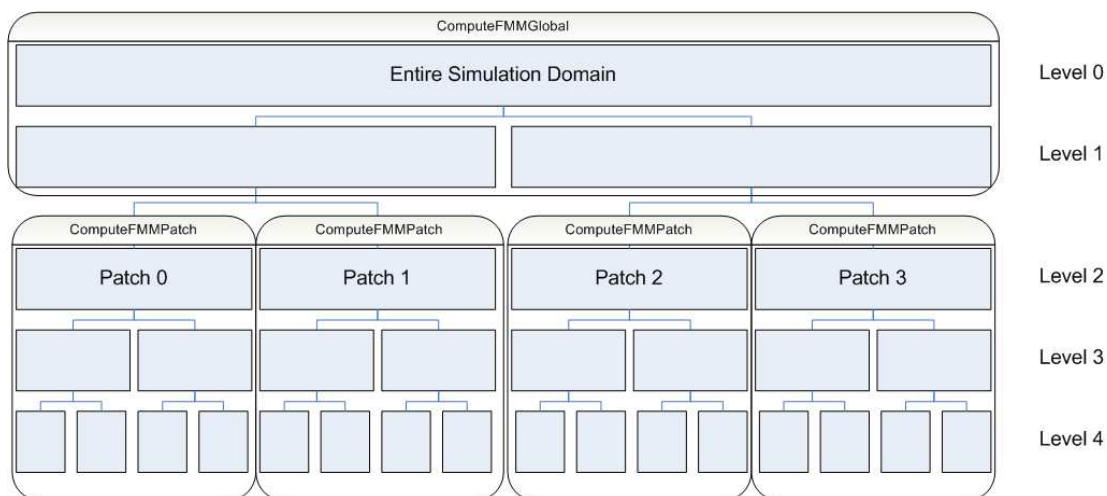 ComputeFMMGlobal
Entire Simulation Domain
Level 0
Level 1
ComputeFMMPatch
ComputeFMMPatch
ComputeFMMPatch
ComputeFMMPatch
Patch 0
Patch 1
Patch 2
Patch 3
Level 2
Level 3
Level 4